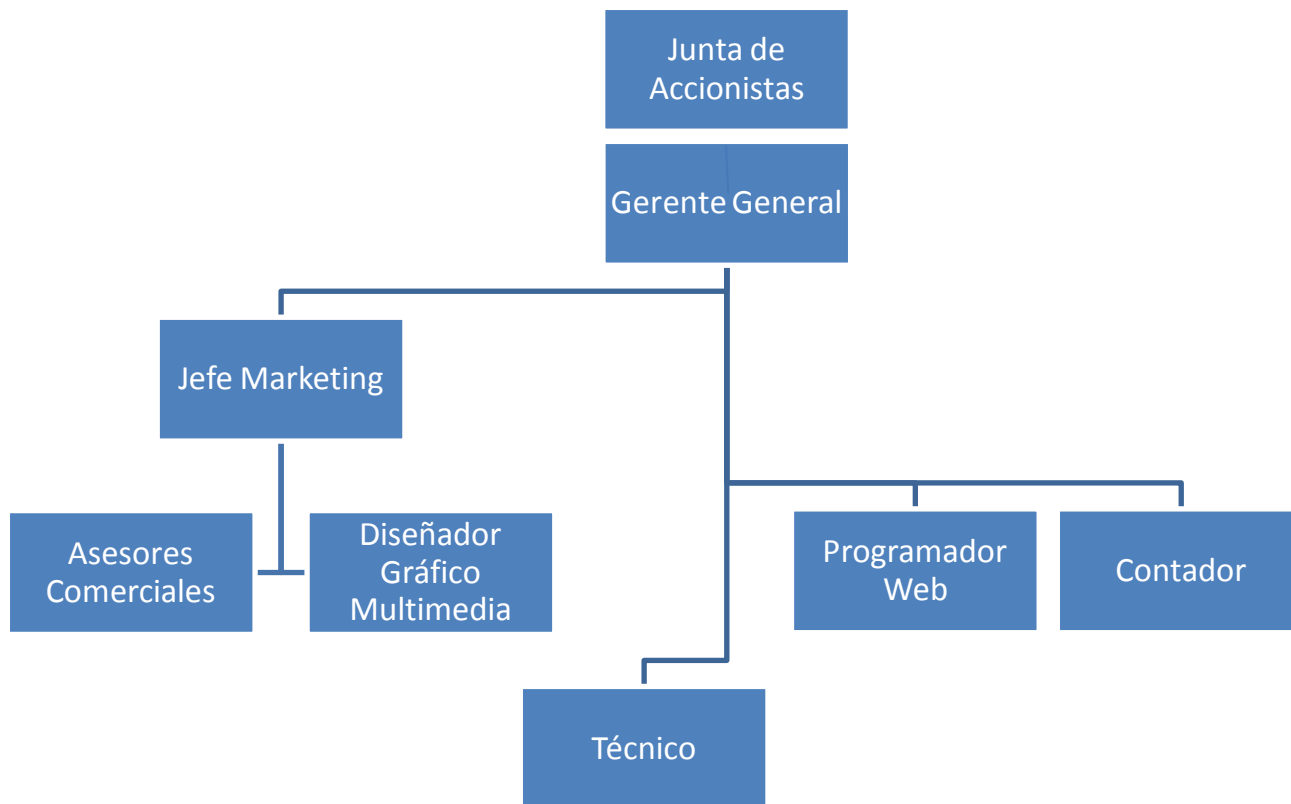 Junta de
Accionistas
Gerente General
Jefe Marketing
Asesores
Comerciales
Diseñador
Gráfico
Multimedia
Programador
Web
Contador
Técnico